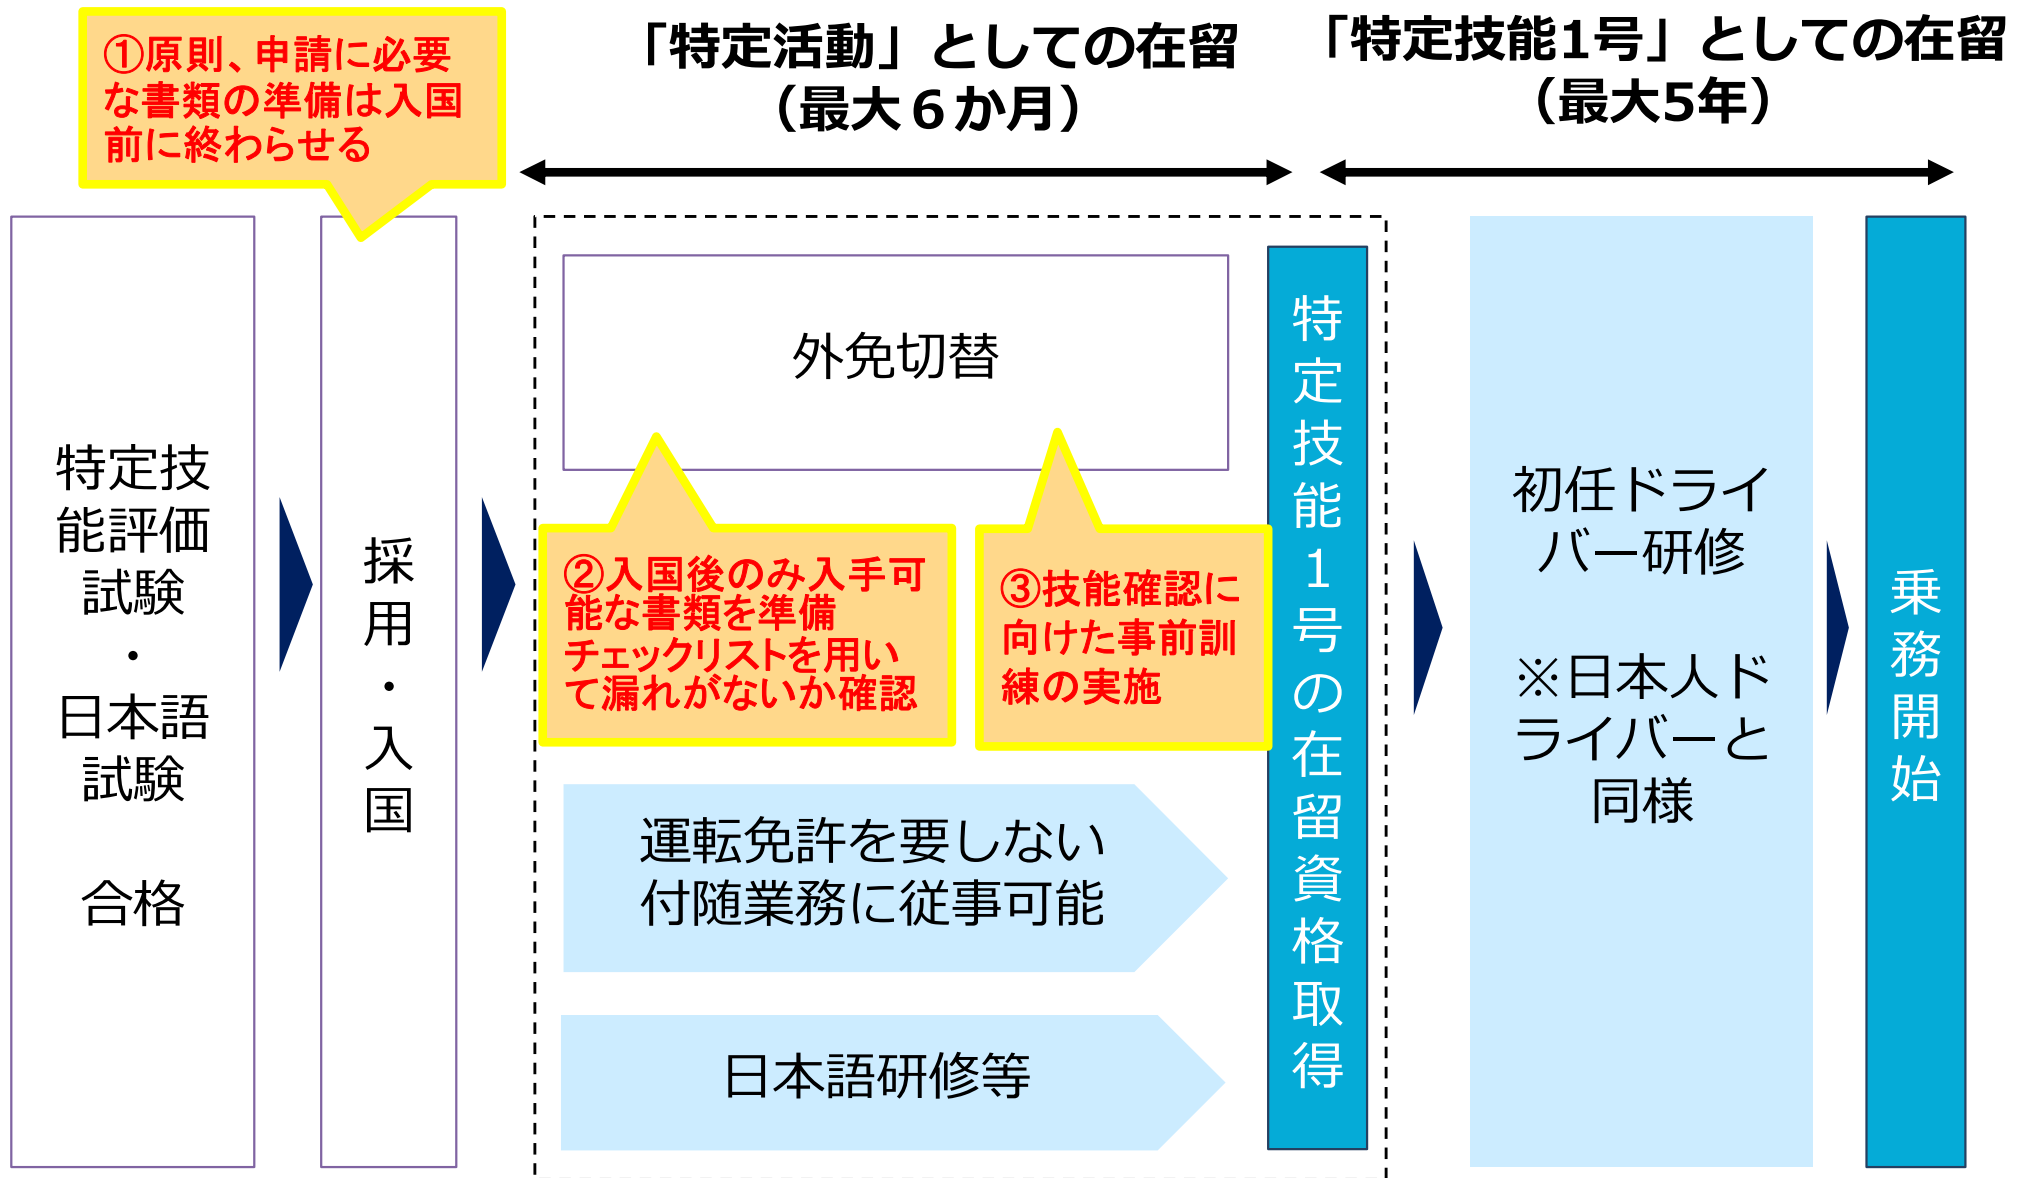 ①原則、申請に必要
な書類の準備は入国
前に終わらせる
「特定活動」としての在留
（最大６か月）
「特定技能1号」としての在留
（最大5年）
特定技
能評価
試験
・
日本語
試験
合格
採用・入国
外免切替
②入国後のみ入手可
能な書類を準備
チェックリストを用い
て漏れがないか確認
③技能確認に
向けた事前訓
練の実施
運転免許を要しない
付随業務に従事可能
日本語研修等
特定技能1号の在留資格取得
初任ドライ
バー研修
※日本人ド
ライバーと
同様
乗務開始